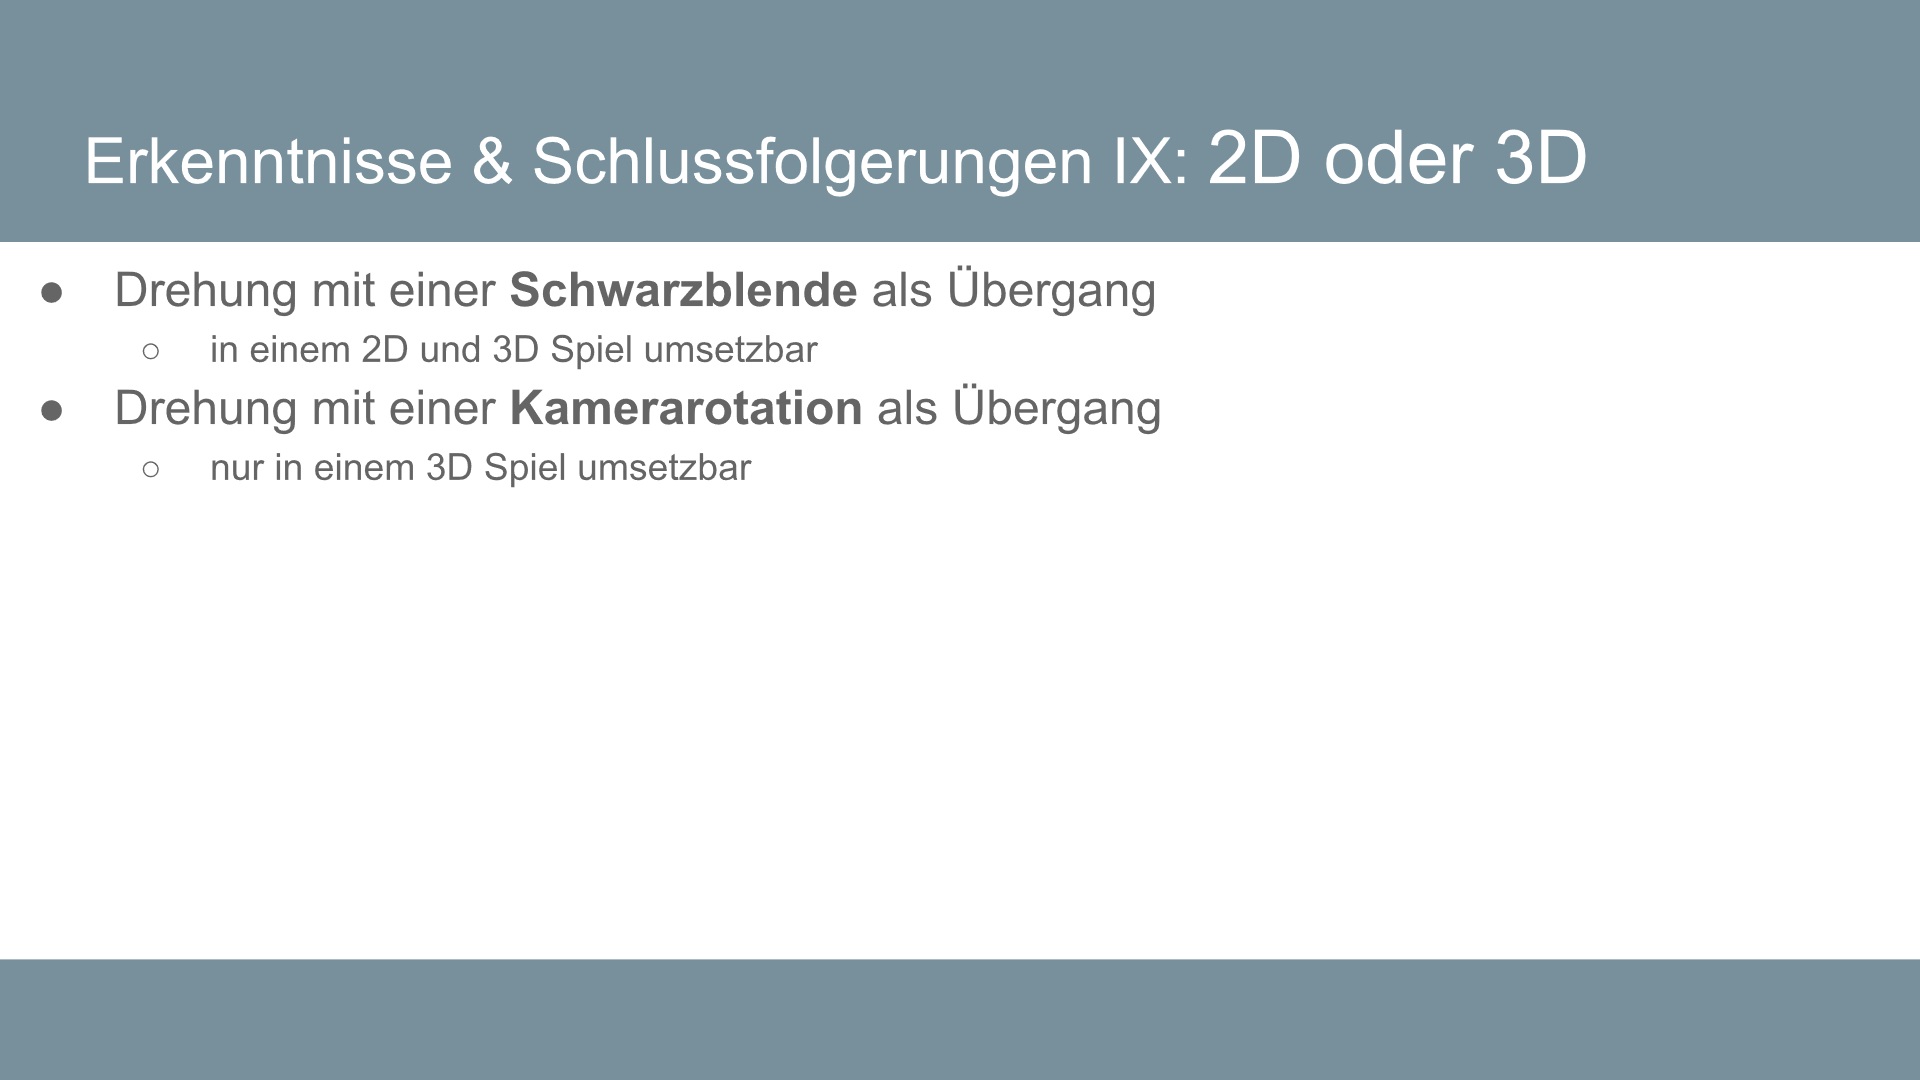 Erkenntnisse & Schlussfolgerungen IX: 2D oder 3D
● Drehung mit einer Schwarzblende als Übergang
○ in einem 2D und 3D Spiel umsetzbar
● Drehung mit einer Kamerarotation als Übergang
○ nur in einem 3D Spiel umsetzbar